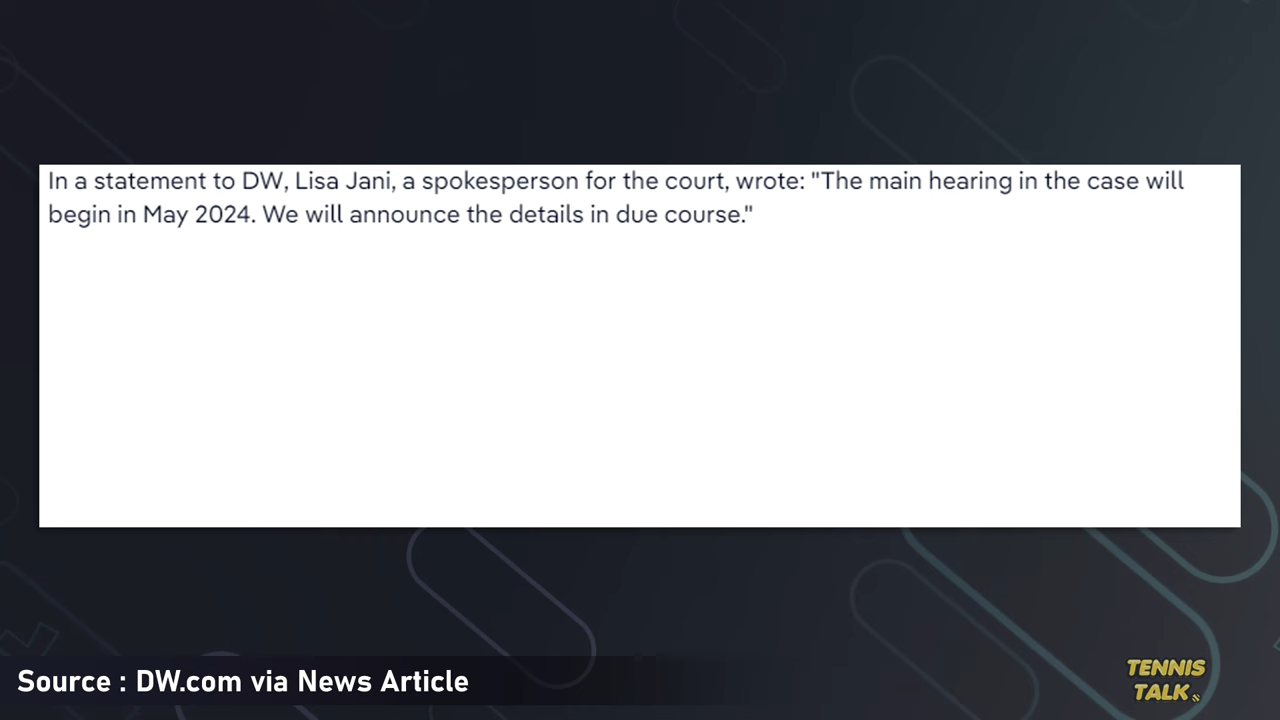 In a statement to DW, Lisa Jani, a spokesperson for the court, wrote: "The main hearing in the case will
begin in May 2024. We will announce the details in due course."
Source : DW.com via News Article
TENNIS
TALK